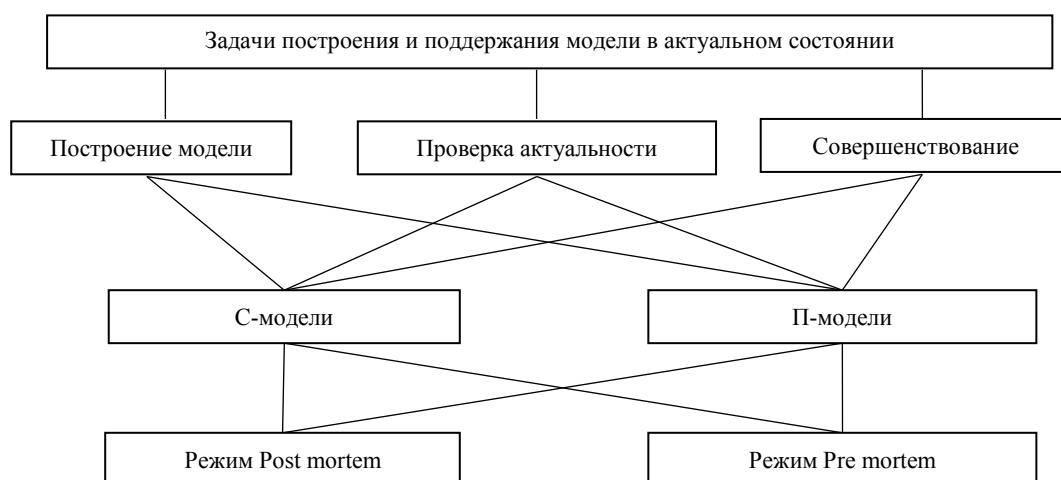 Задачи построения и поддержания модели в актуальном состоянии
Построение модели
Проверка актуальности
Совершенствование
С-модели
П-модели
Режим Post mortem
Режим Pre mortem